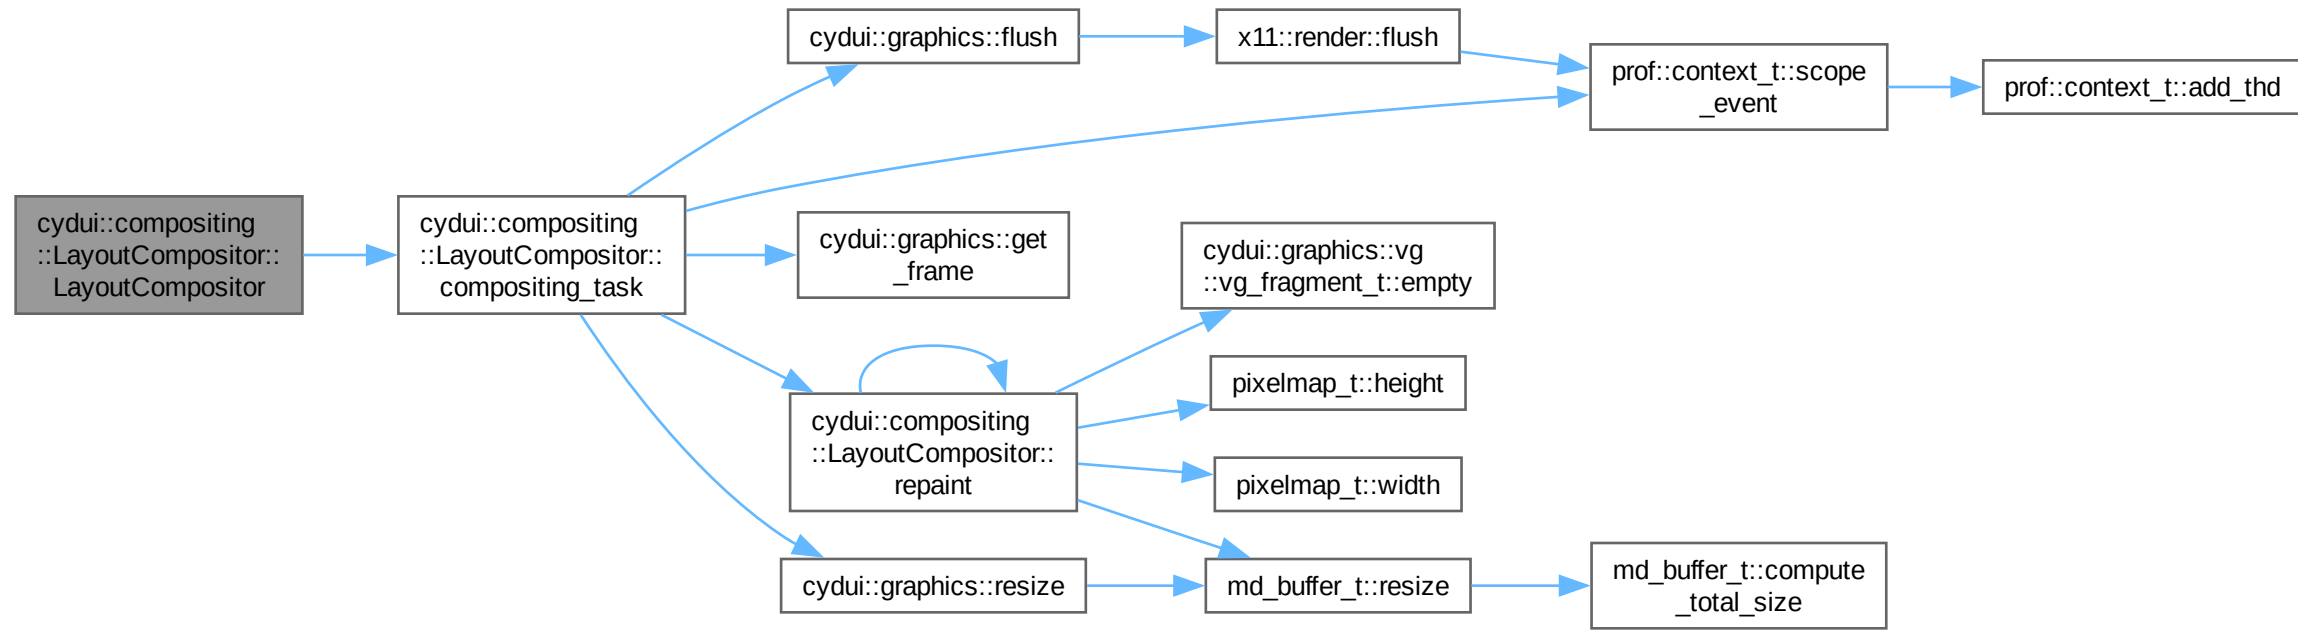 cydui::compositing
::LayoutCompositor::
LayoutCompositor
cydui::compositing
::LayoutCompositor::
compositing_task
cydui::graphics::flush
x11::render::flush
prof::context_t::scope
_event
prof::context_t::add_thd
cydui::graphics::get
_frame
cydui::compositing
::LayoutCompositor::
repaint
cydui::graphics::vg
::vg_fragment_t::empty
pixelmap_t::height
pixelmap_t::width
cydui::graphics::resize
md_buffer_t::resize
md_buffer_t::compute
_total_size